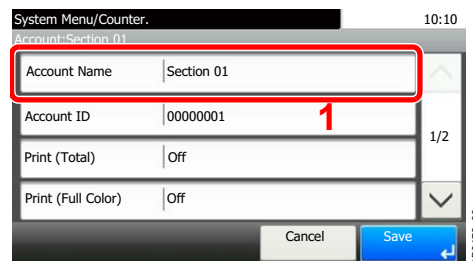 System Menu/Counter. 10:10
Account:Section 01
Account Name Section 01
Account ID 00000001
1
1/2
Print (Total) Off
Print (Full Color) Off
Cancel Save